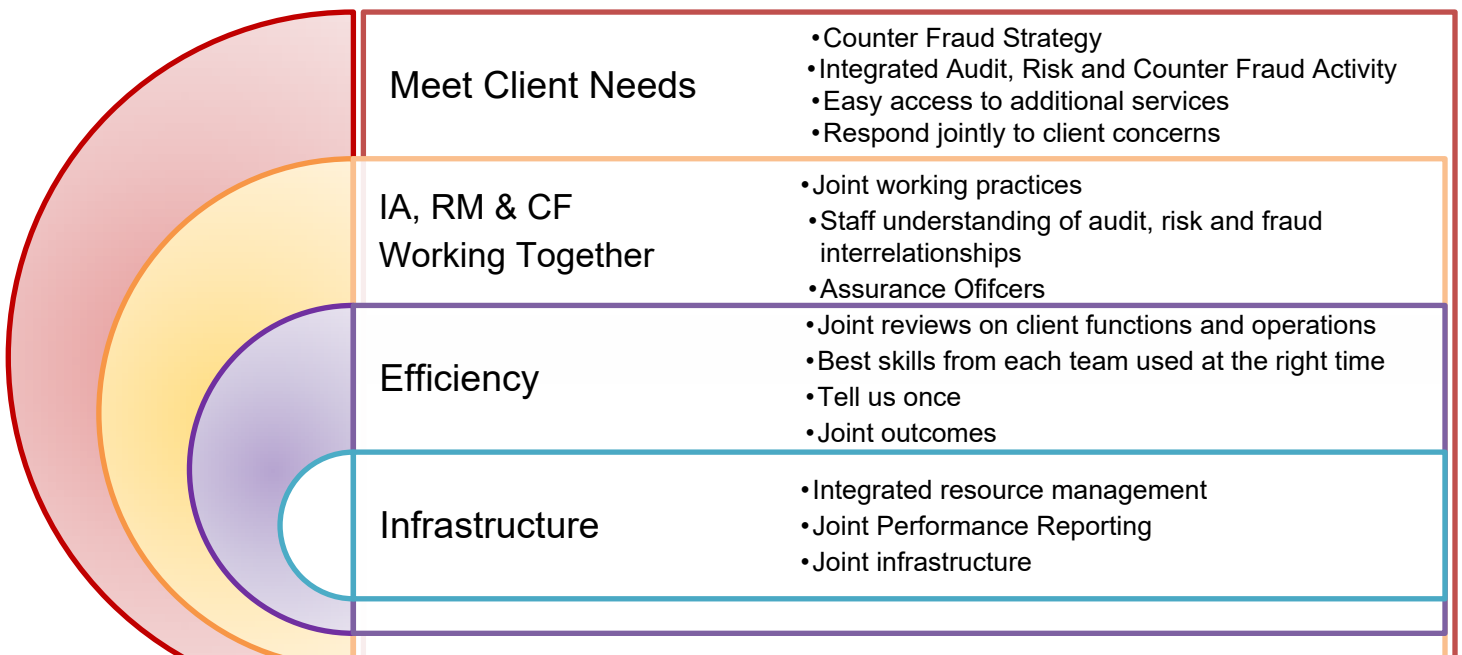 Meet Client Needs
•Counter Fraud Strategy
•Integrated Audit, Risk and Counter Fraud Activity
•Easy access to additional services
•Respond jointly to client concerns
IA, RM & CF
Working Together
•Joint working practices
•Staff understanding of audit, risk and fraud
interrelationships
•Assurance Ofifcers
Efficiency
•Joint reviews on client functions and operations
•Best skills from each team used at the right time
•Tell us once
•Joint outcomes
Infrastructure
•Integrated resource management
•Joint Performance Reporting
•Joint infrastructure